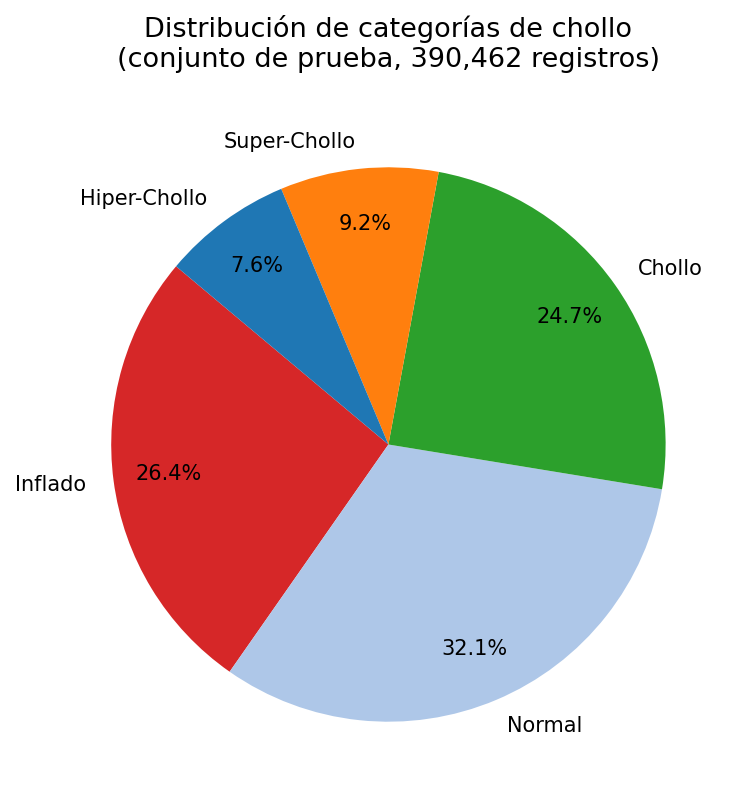 Distribución de categorías de chollo
(conjunto de prueba, 390,462 registros)
Super-Chollo
Hiper-Chollo
9.2%
7.6%
Chollo
24.7%
Inflado
26.4%
32.1%
Normal